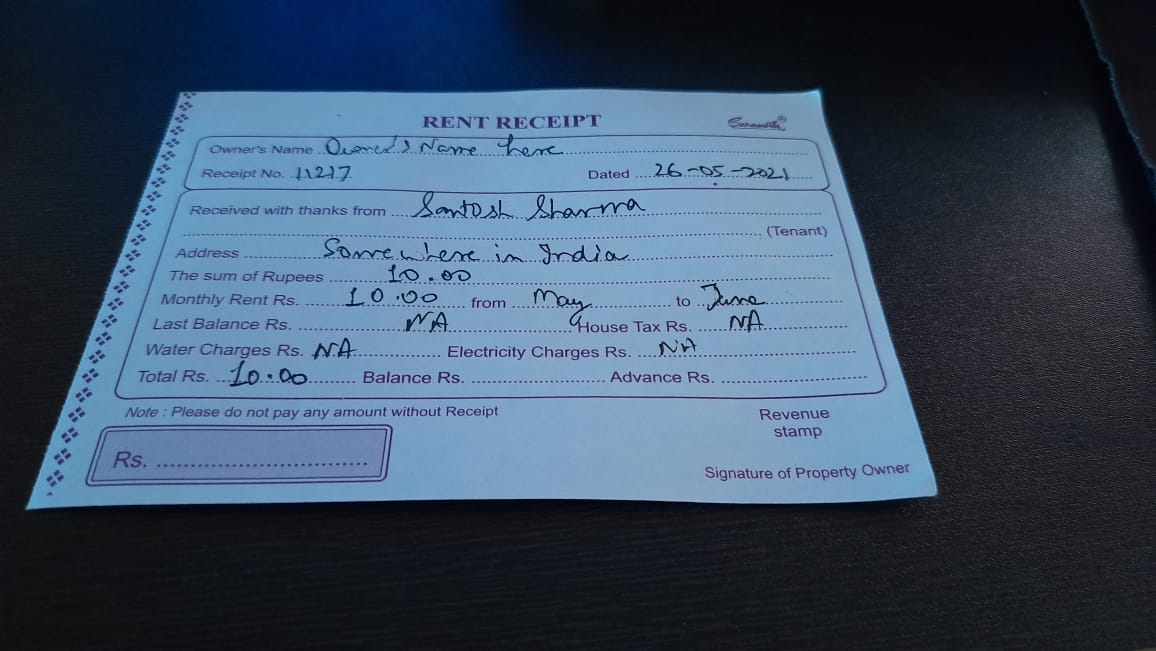 RENT RECEIPT
Saraswati®
Owner's Name Owner's Name here
Receipt No. 11217 Dated 26-05-2021
Received with thanks from Santosh Sharma
(Tenant)
Address Somewhere in India
The sum of Rupees 10.00
Monthly Rent Rs. 10.00 from May to June
Last Balance Rs. NA House Tax Rs. NA
Water Charges Rs. NA Electricity Charges Rs. NA
Total Rs. 10.00 Balance Rs. Advance Rs.
Note : Please do not pay any amount without Receipt
Revenue
stamp
Rs.
Signature of Property Owner